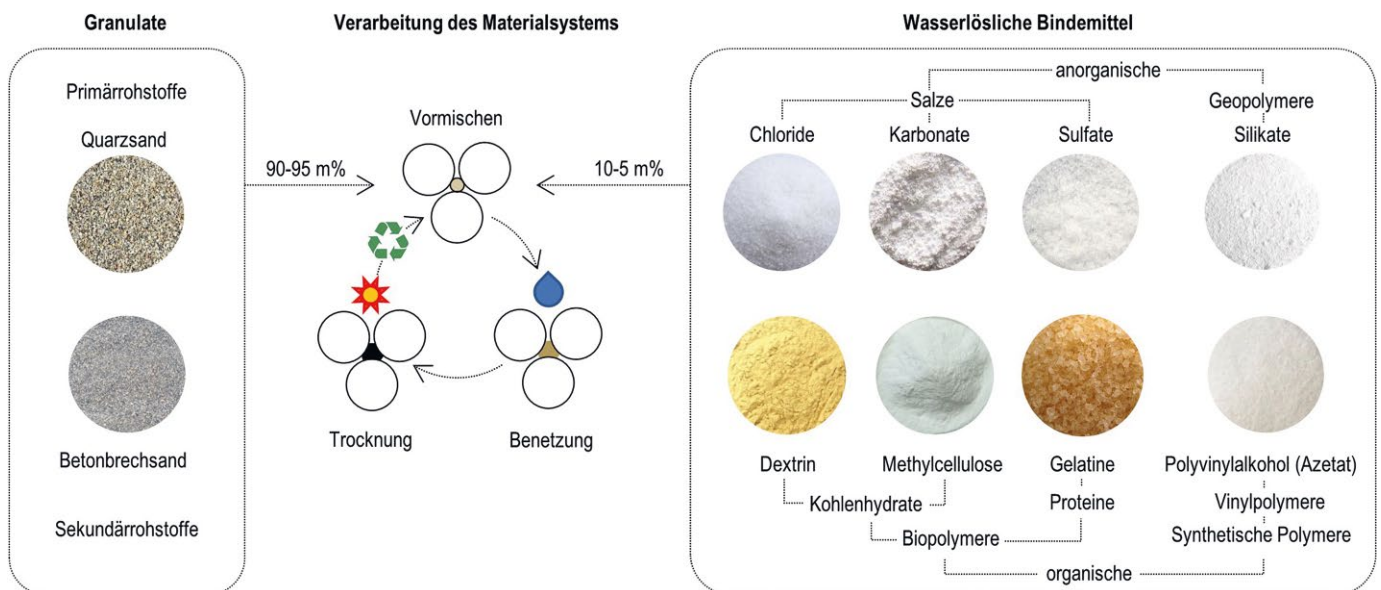 Granulate
Verarbeitung des Materialsystems
Wasserlösliche Bindemittel
Primärrohstoffe
Quarzsand
Betonbrechsand
Sekundärrohstoffe
90-95 m%
Vormischen
10-5 m%
Trocknung
Benetzung
anorganische
Salze
Geopolymere
Chloride
Karbonate
Sulfate
Silikate
Dextrin
Methylcellulose
Gelatine
Polyvinylalkohol (Azetat)
Kohlenhydrate
Proteine
Vinylpolymere
Biopolymere
Synthetische Polymere
organische